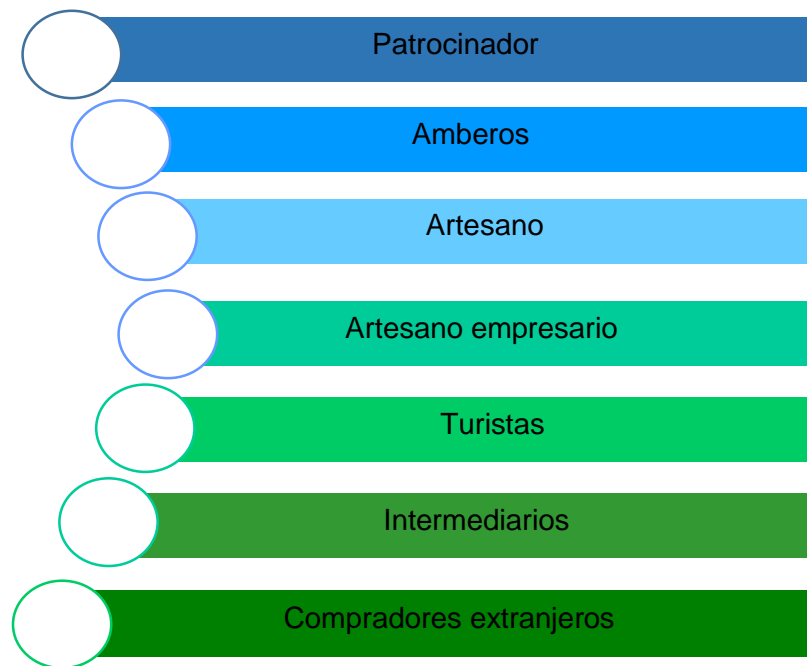 Patrocinador
Amberos
Artesano
Artesano empresario
Turistas
Intermediarios
Compradores extranjeros